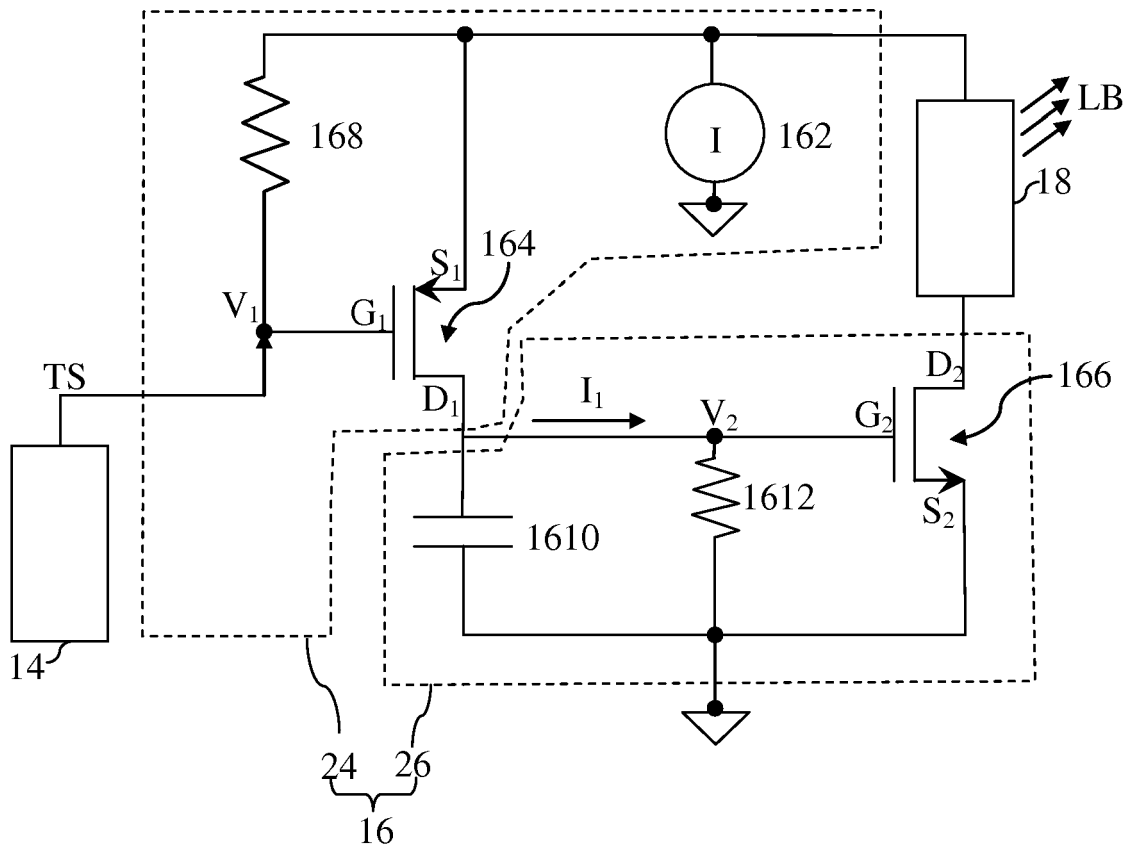 168
I
162
LB
18
S₁
164
V₁
G₁
TS
D₁
I₁
V₂
G₂
D₂
166
1612
S₂
1610
14
24
26
16